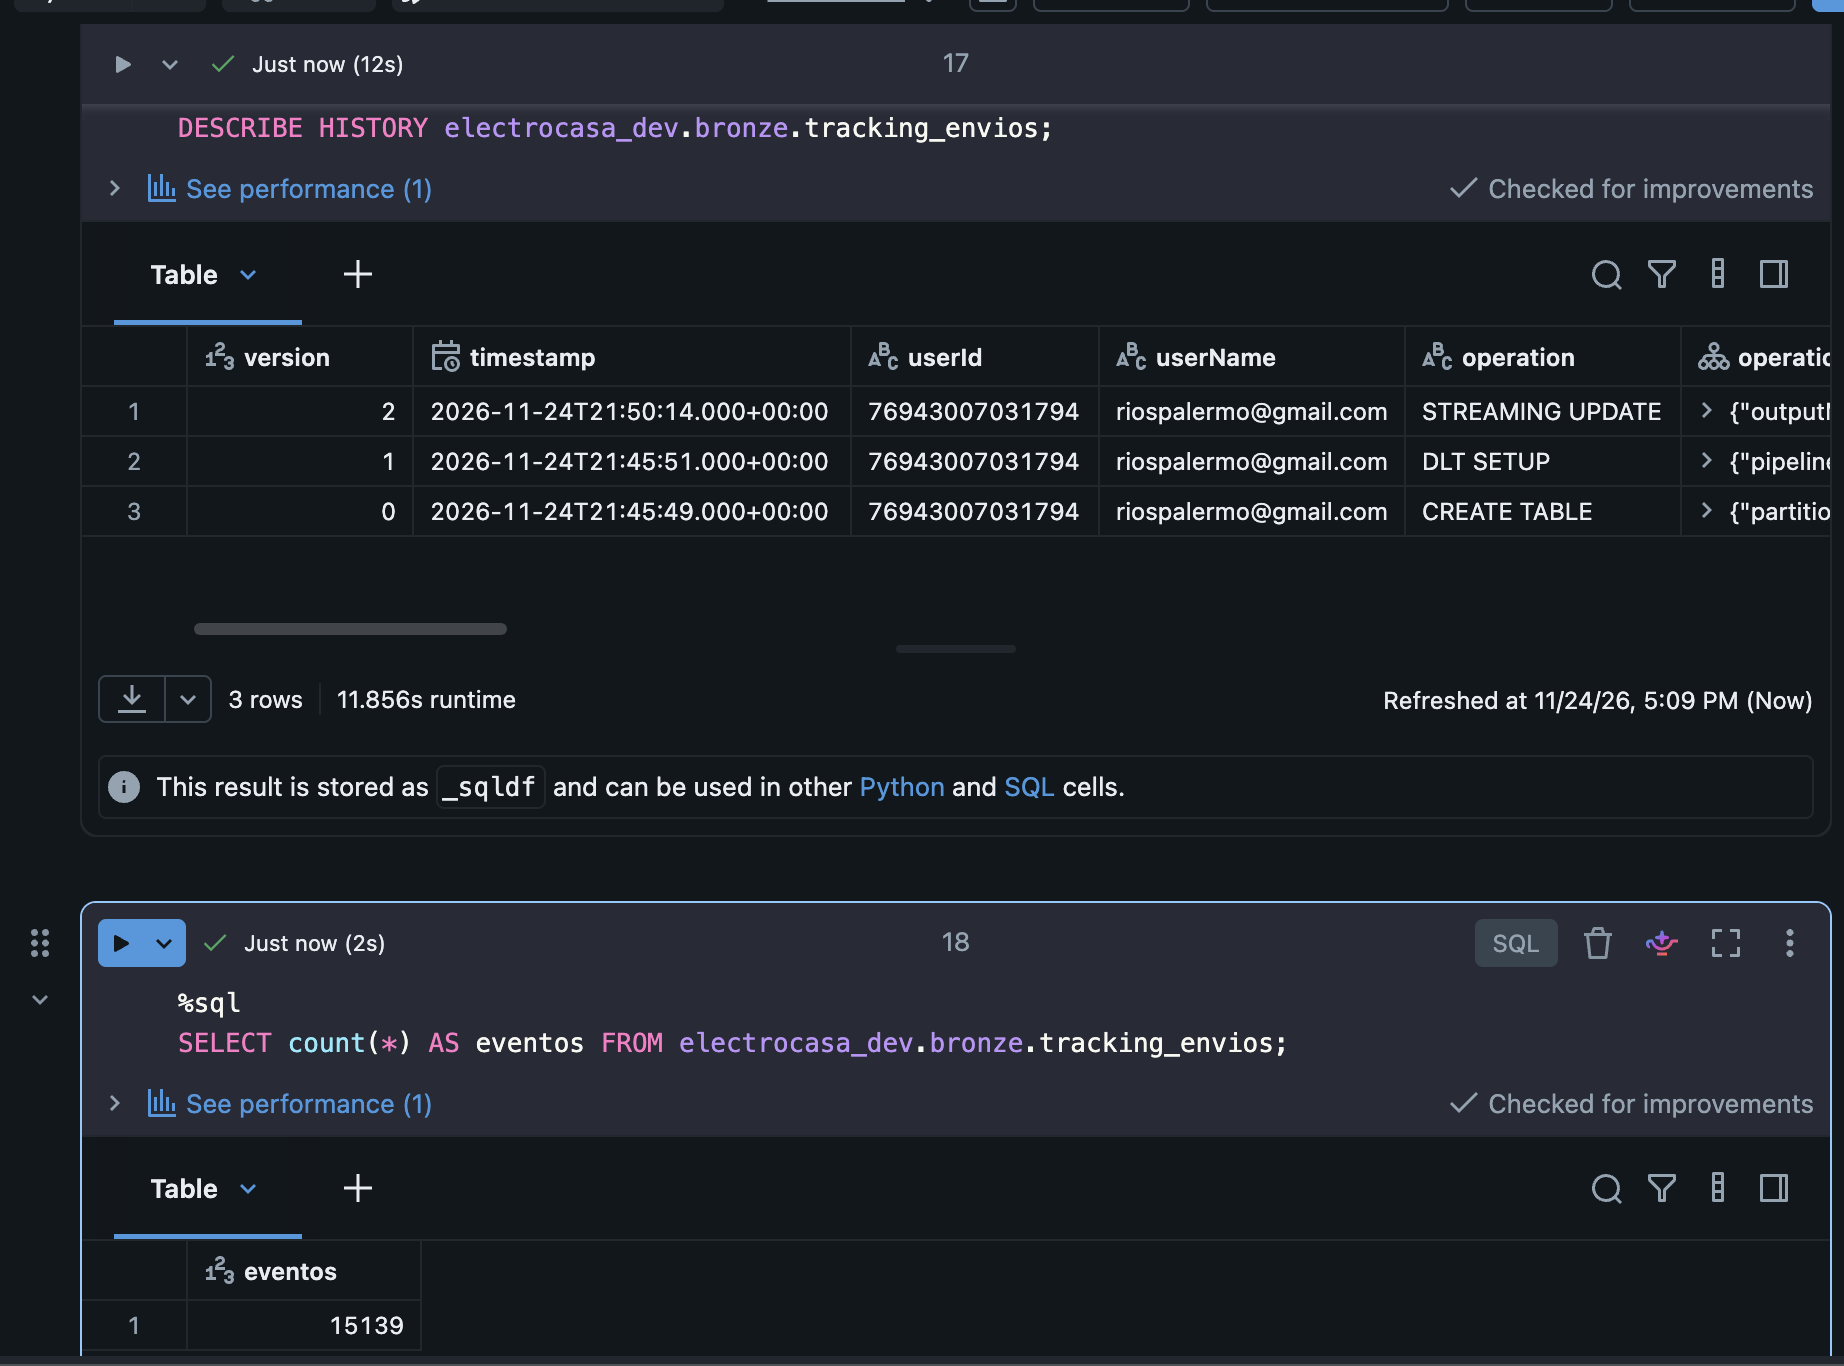 Just now (12s)
17
DESCRIBE HISTORY electrocasa_dev.bronze.tracking_envios;
See performance (1)
Checked for improvements
Table
version timestamp userId userName operation operatio
1 2 2026-11-24T21:50:14.000+00:00 76943007031794 riospalermo@gmail.com STREAMING UPDATE {"output
2 1 2026-11-24T21:45:51.000+00:00 76943007031794 riospalermo@gmail.com DLT SETUP {"pipeline
3 0 2026-11-24T21:45:49.000+00:00 76943007031794 riospalermo@gmail.com CREATE TABLE {"partitio
3 rows 11.856s runtime
Refreshed at 11/24/26, 5:09 PM (Now)
This result is stored as _sqldf and can be used in other Python and SQL cells.
Just now (2s)
18
SQL
%sql
SELECT count(*) AS eventos FROM electrocasa_dev.bronze.tracking_envios;
See performance (1)
Checked for improvements
Table
eventos
1 15139